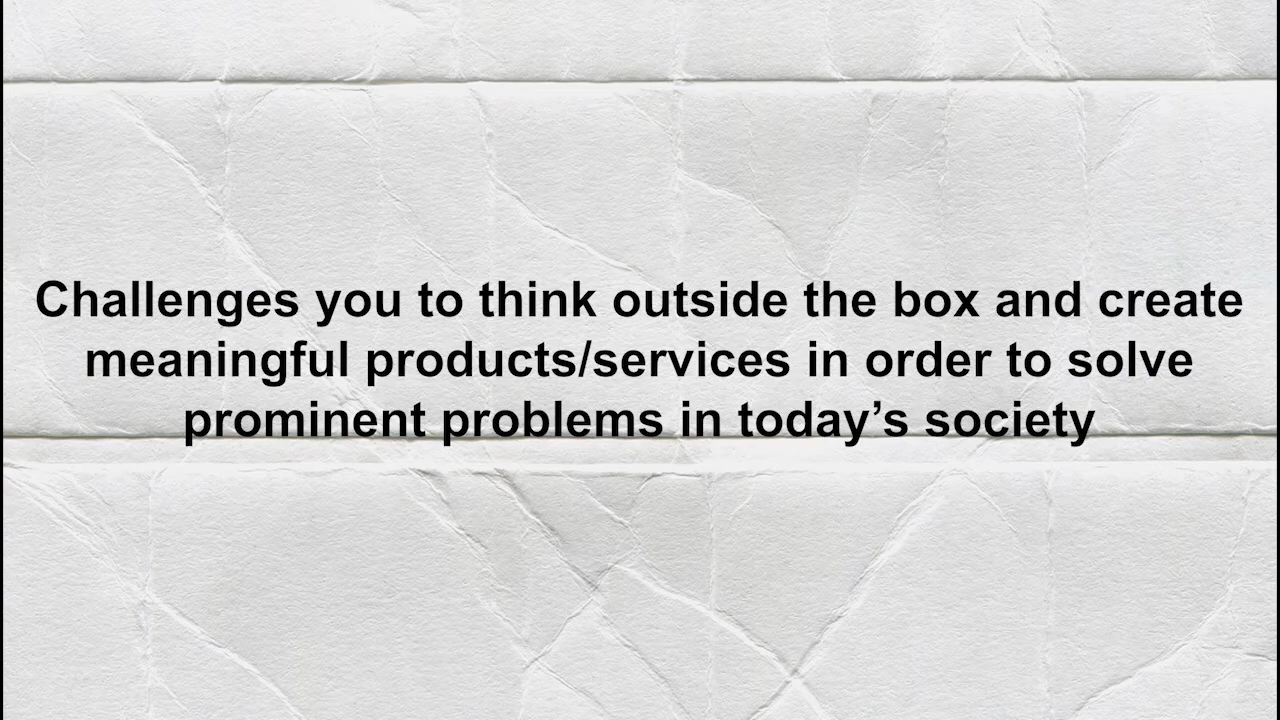 Challenges you to think outside the box and create
meaningful products/services in order to solve
prominent problems in today’s society